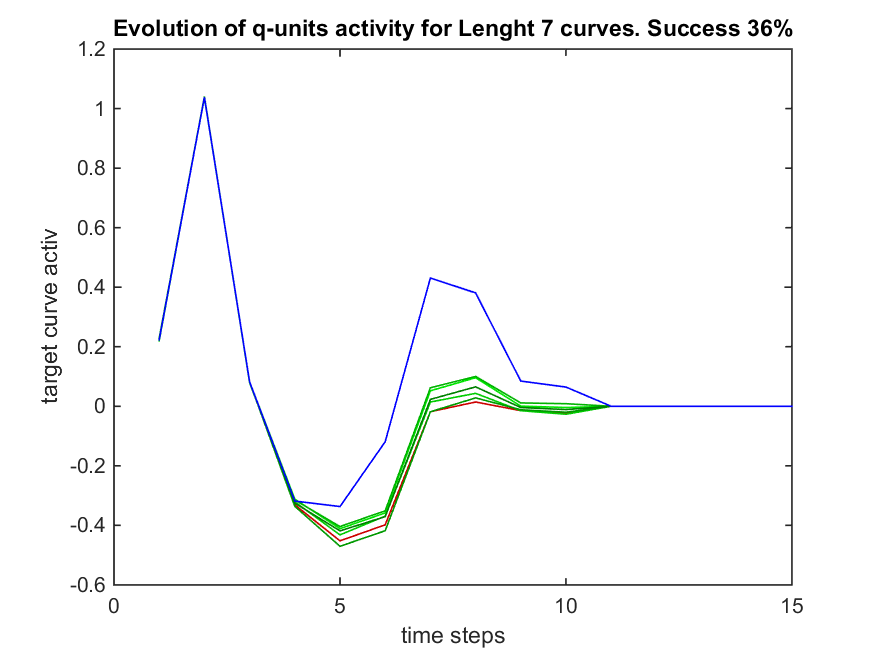 Evolution of q-units activity for Lenght 7 curves. Success 36%
1.2
1
0.8
0.6
0.4
0.2
0
-0.2
-0.4
-0.6
target curve activ
0 5 10 15
time steps